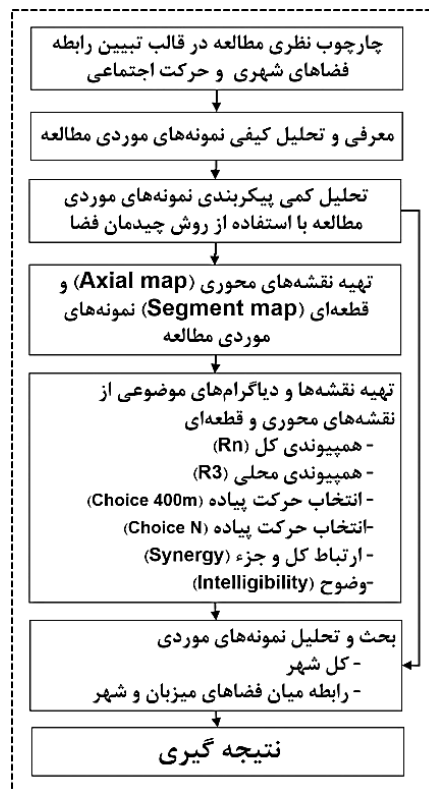 چارچوب نظری مطالعه در قالب تبیین رابطه
فضاهای شهری و حرکت اجتماعی
معرفی و تحلیل کیفی نمونه‌های موردی مطالعه
تحلیل کمی پیکربندی نمونه‌های موردی
مطالعه با استفاده از روش چیدمان فضا
تهیه نقشه‌های محوری (Axial map) و
قطعه‌ای (Segment map) نمونه‌های
موردی مطالعه
تهیه نقشه‌ها و دیاگرام‌های موضوعی از
نقشه‌های محوری و قطعه‌ای
- همپیوندی کل (Rn)
- همپیوندی محلی (R3)
- انتخاب حرکت پیاده (Choice 400m)
-انتخاب حرکت پیاده (Choice N)
- ارتباط کل و جزء (Synergy)
-وضوح (Intelligibility)
بحث و تحلیل نمونه‌های موردی
- کل شهر
- رابطه میان فضاهای میزبان و شهر
نتیجه گیری